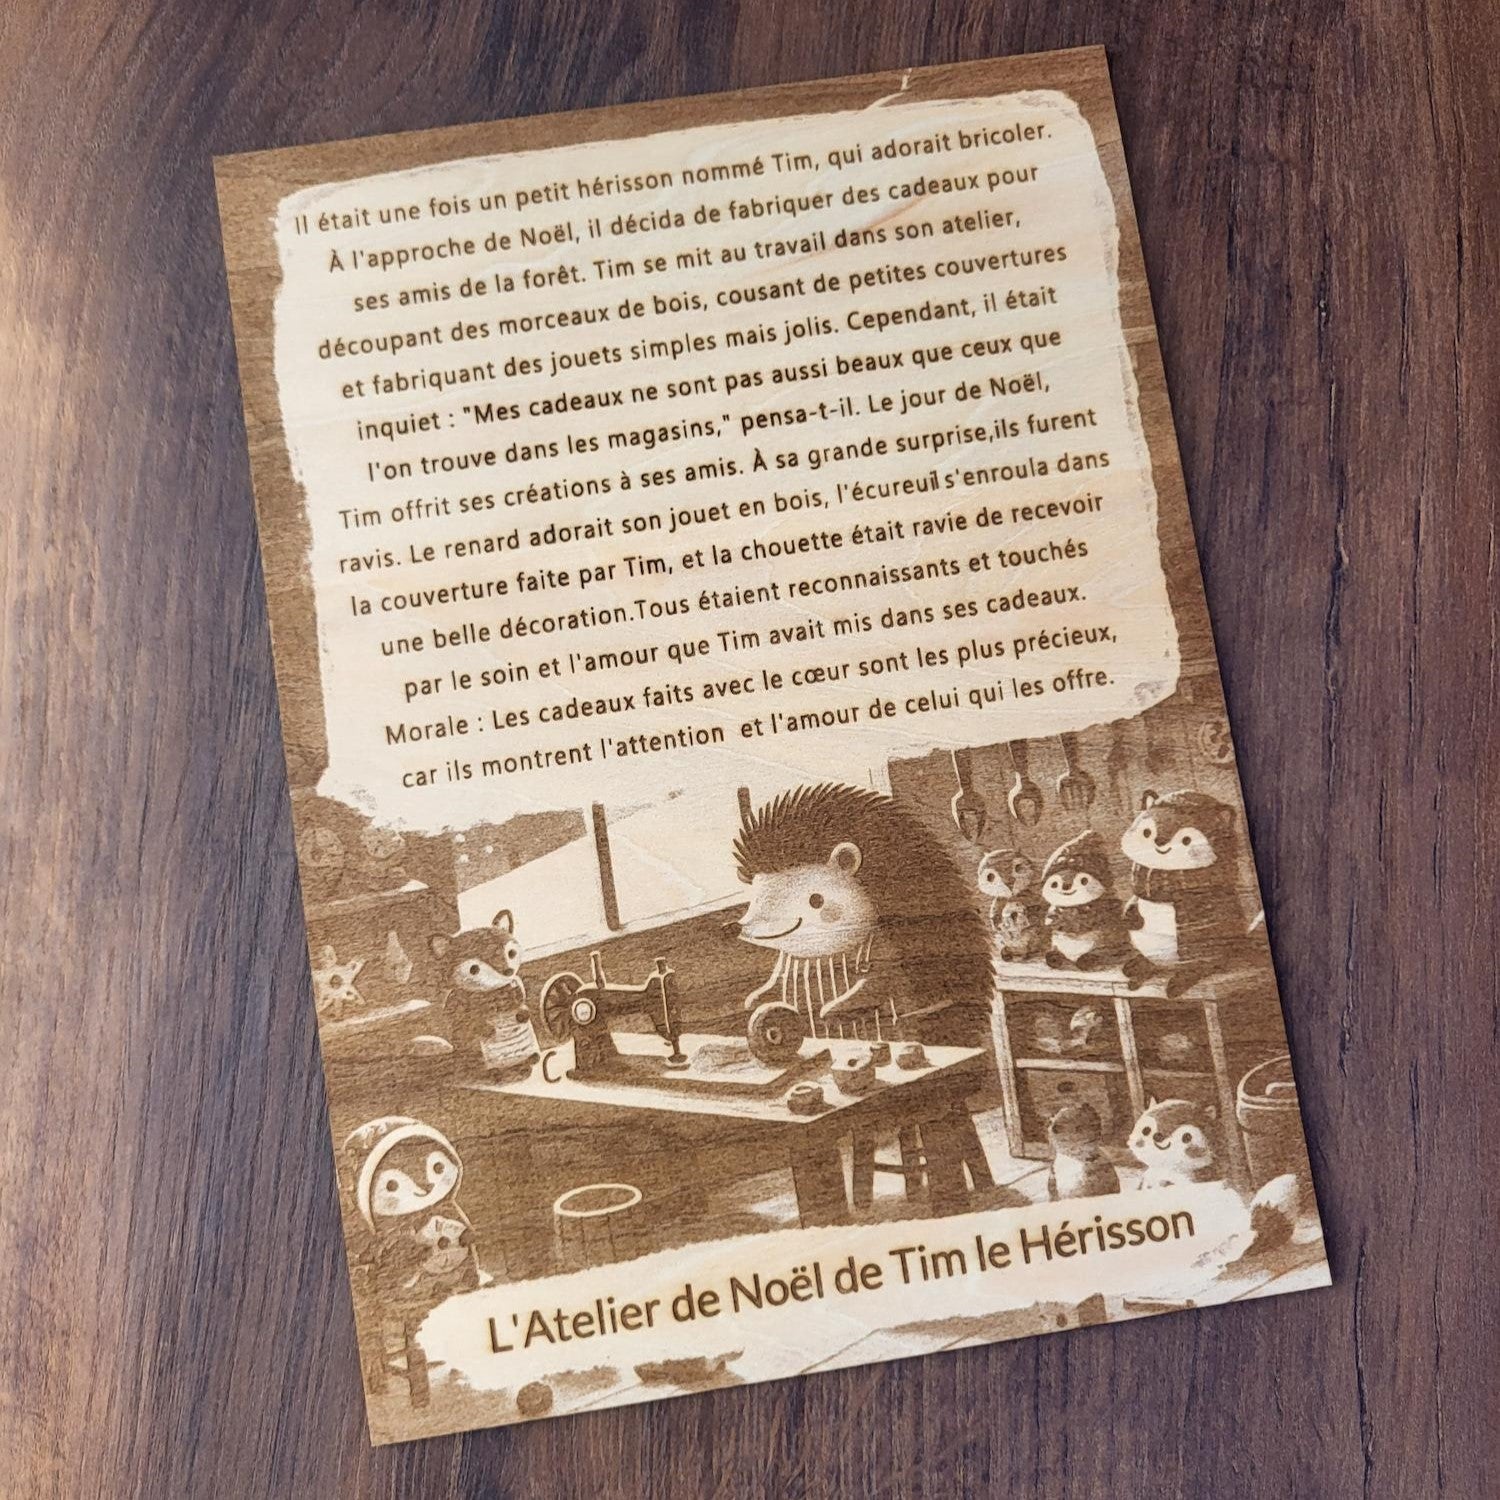 Il était une fois un petit hérisson nommé Tim, qui adorait bricoler.
À l'approche de Noël, il décida de fabriquer des cadeaux pour
ses amis de la forêt. Tim se mit au travail dans son atelier,
découpant des morceaux de bois, cousant de petites couvertures
et fabriquant des jouets simples mais jolis. Cependant, il était
inquiet : "Mes cadeaux ne sont pas aussi beaux que ceux que
l'on trouve dans les magasins," pensa-t-il. Le jour de Noël,
Tim offrit ses créations à ses amis. À sa grande surprise,ils furent
ravis. Le renard adorait son jouet en bois, l'écureuil s'enroula dans
la couverture faite par Tim, et la chouette était ravie de recevoir
une belle décoration.Tous étaient reconnaissants et touchés
par le soin et l'amour que Tim avait mis dans ses cadeaux.
Morale : Les cadeaux faits avec le cœur sont les plus précieux,
car ils montrent l'attention  et l'amour de celui qui les offre.
L'Atelier de Noël de Tim le Hérisson